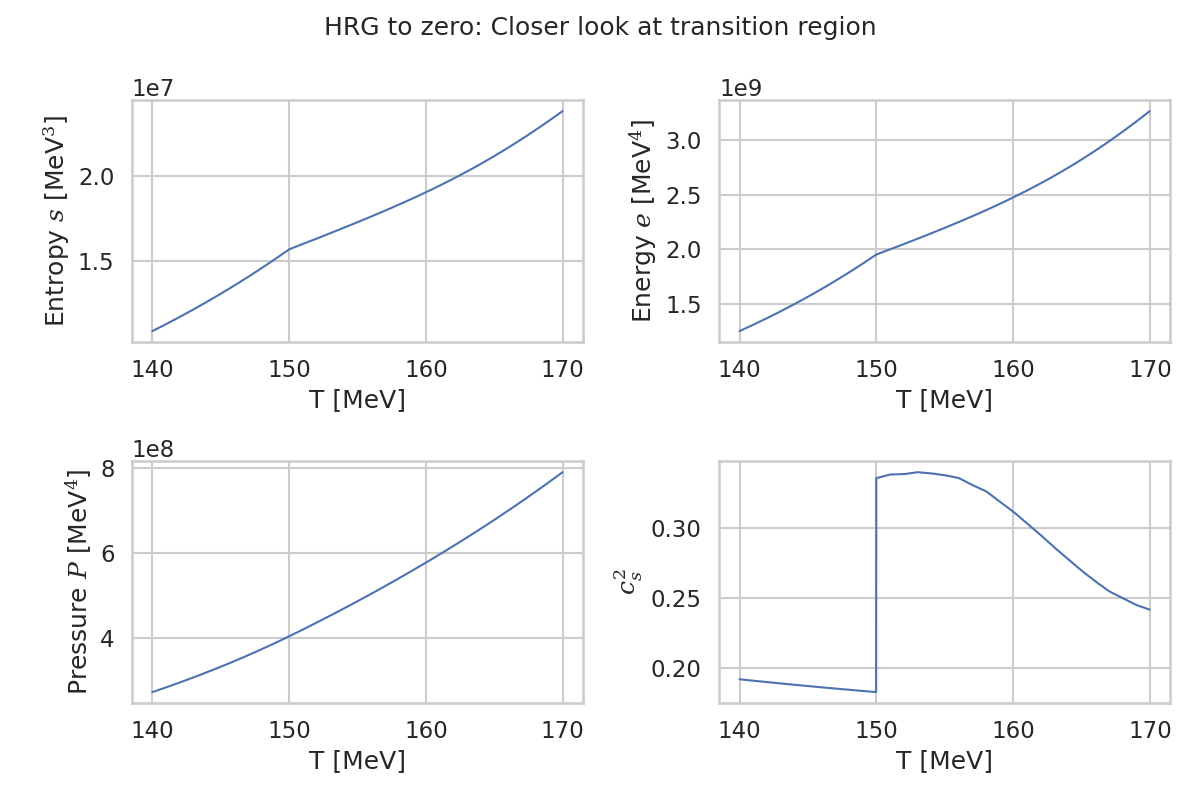 HRG to zero: Closer look at transition region
1e7
Entropy s [MeV³]
2.0
1.5
140 150 160 170
T [MeV]
1e9
Energy e [MeV⁴]
3.0
2.5
2.0
1.5
140 150 160 170
T [MeV]
1e8
Pressure P [MeV⁴]
8
6
4
140 150 160 170
T [MeV]
c_s^2
0.30
0.25
0.20
140 150 160 170
T [MeV]